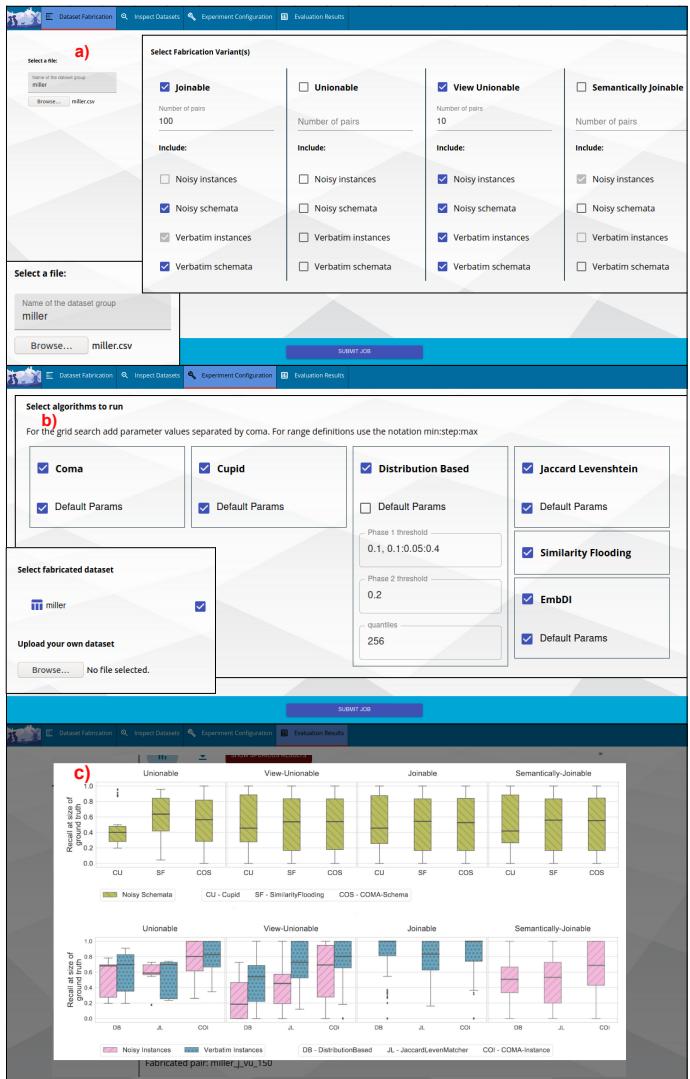 Dataset Fabrication Inspect Datasets Experiment Configuration Evaluation Results
a)
Select a file:
Name of the dataset group
miller
Browse... miller.csv
Select Fabrication Variant(s)
Joinable Unionable View Unionable Semantically Joinable
Number of pairs Number of pairs
100 Number of pairs 10 Number of pairs
Include: Include: Include: Include:
Noisy instances Noisy instances Noisy instances Noisy instances
Noisy schemata Noisy schemata Noisy schemata Noisy schemata
Verbatim instances Verbatim instances Verbatim instances Verbatim instances
Verbatim schemata Verbatim schemata Verbatim schemata Verbatim schemata
Select a file:
Name of the dataset group
miller
Browse... miller.csv
SUBMIT JOB
Dataset Fabrication Inspect Datasets Experiment Configuration Evaluation Results
Select algorithms to run
b)
For the grid search add parameter values separated by coma. For range definitions use the notation min:step:max
Coma Cupid Distribution Based Jaccard Levenshtein
Default Params Default Params Default Params Default Params
Phase 1 threshold
0.1, 0.1:0.05:0.4
Similarity Flooding
Phase 2 threshold
0.2
EmbDI
quantiles
256
Default Params
Select fabricated dataset
miller
Upload your own dataset
Browse... No file selected.
SUBMIT JOB
Dataset Fabrication Inspect Datasets Experiment Configuration Evaluation Results
SHOW SPURIOUS RESULTS
c)
Unionable View-Unionable Joinable Semantically-Joinable
Recall at size of
ground truth
1.0
0.8
0.6
0.4
0.2
0.0
CU SF COS CU SF COS CU SF COS CU SF COS
Noisy Schemata CU - Cupid SF - SimilarityFlooding COS - COMA-Schema
Unionable View-Unionable Joinable Semantically-Joinable
Recall at size of
ground truth
1.0
0.8
0.6
0.4
0.2
0.0
DB JL COI DB JL COI DB JL COI DB JL COI
Noisy Instances Verbatim Instances DB - DistributionBased JL - JaccardLevenMatcher COI - COMA-Instance
Fabricated pair: miller_j_vu_150